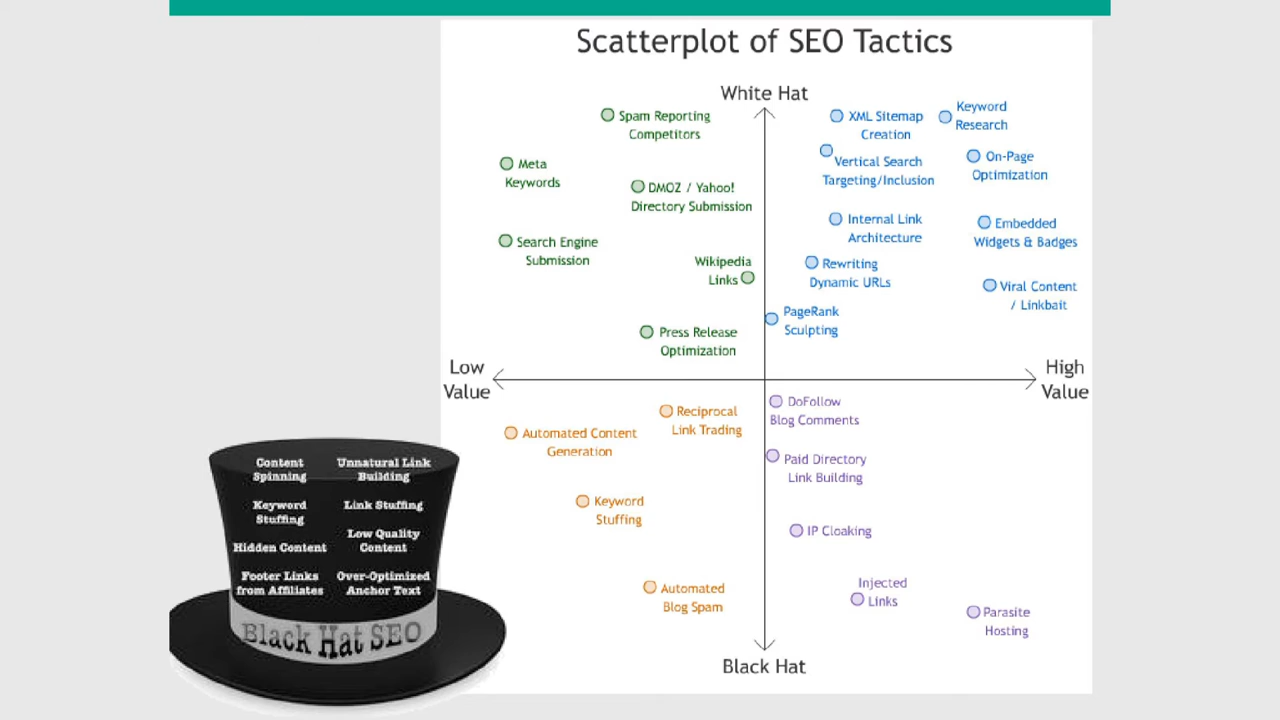 Scatterplot of SEO Tactics
White Hat
Spam Reporting
Competitors
Meta
Keywords
DMOZ / Yahoo!
Directory Submission
Search Engine
Submission
Wikipedia
Links
Press Release
Optimization
XML Sitemap
Creation
Keyword
Research
Vertical Search
Targeting/Inclusion
On-Page
Optimization
Internal Link
Architecture
Embedded
Widgets & Badges
Rewriting
Dynamic URLs
Viral Content
/ Linkbait
PageRank
Sculpting
Low
Value
High
Value
Reciprocal
Link Trading
Automated Content
Generation
Keyword
Stuffing
Automated
Blog Spam
DoFollow
Blog Comments
Paid Directory
Link Building
IP Cloaking
Injected
Links
Parasite
Hosting
Black Hat
Content
Spinning
Unnatural Link
Building
Keyword
Stuffing
Link Stuffing
Hidden Content
Low Quality
Content
Footer Links
from Affiliates
Over-Optimized
Anchor Text
Black Hat SEO